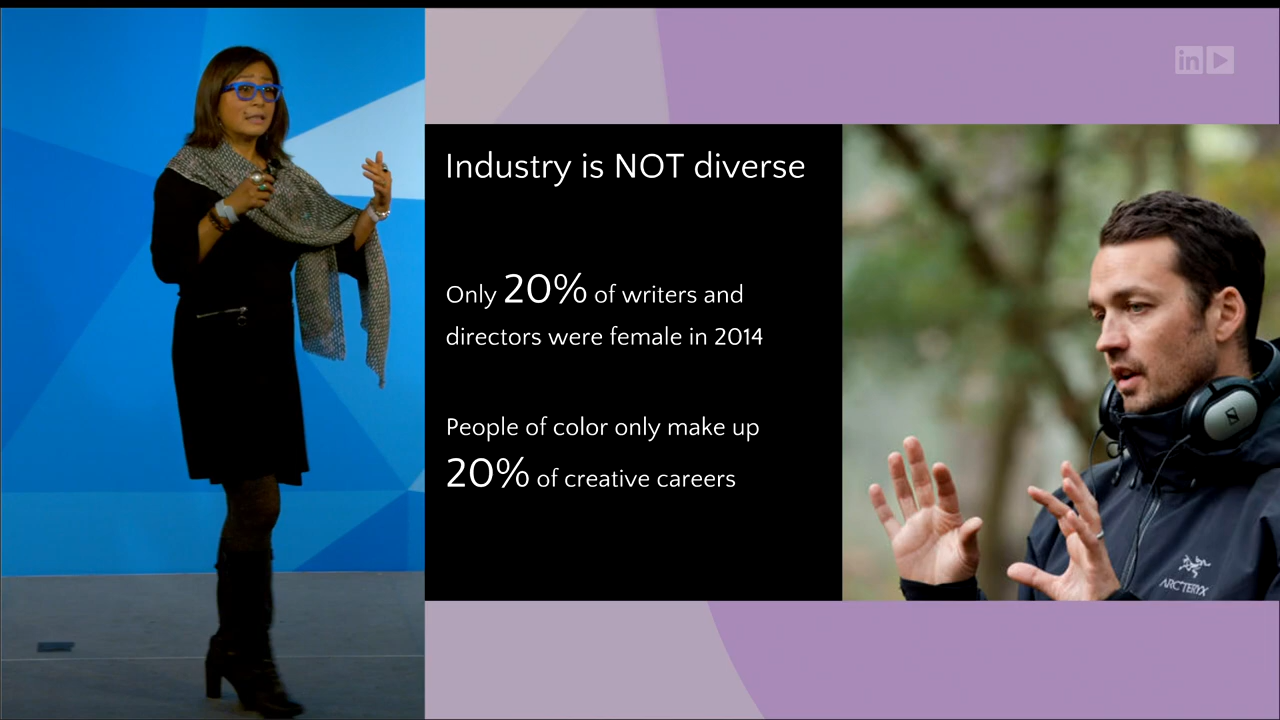 in
Industry is NOT diverse
Only 20% of writers and
directors were female in 2014
People of color only make up
20% of creative careers
ARC'TERYX